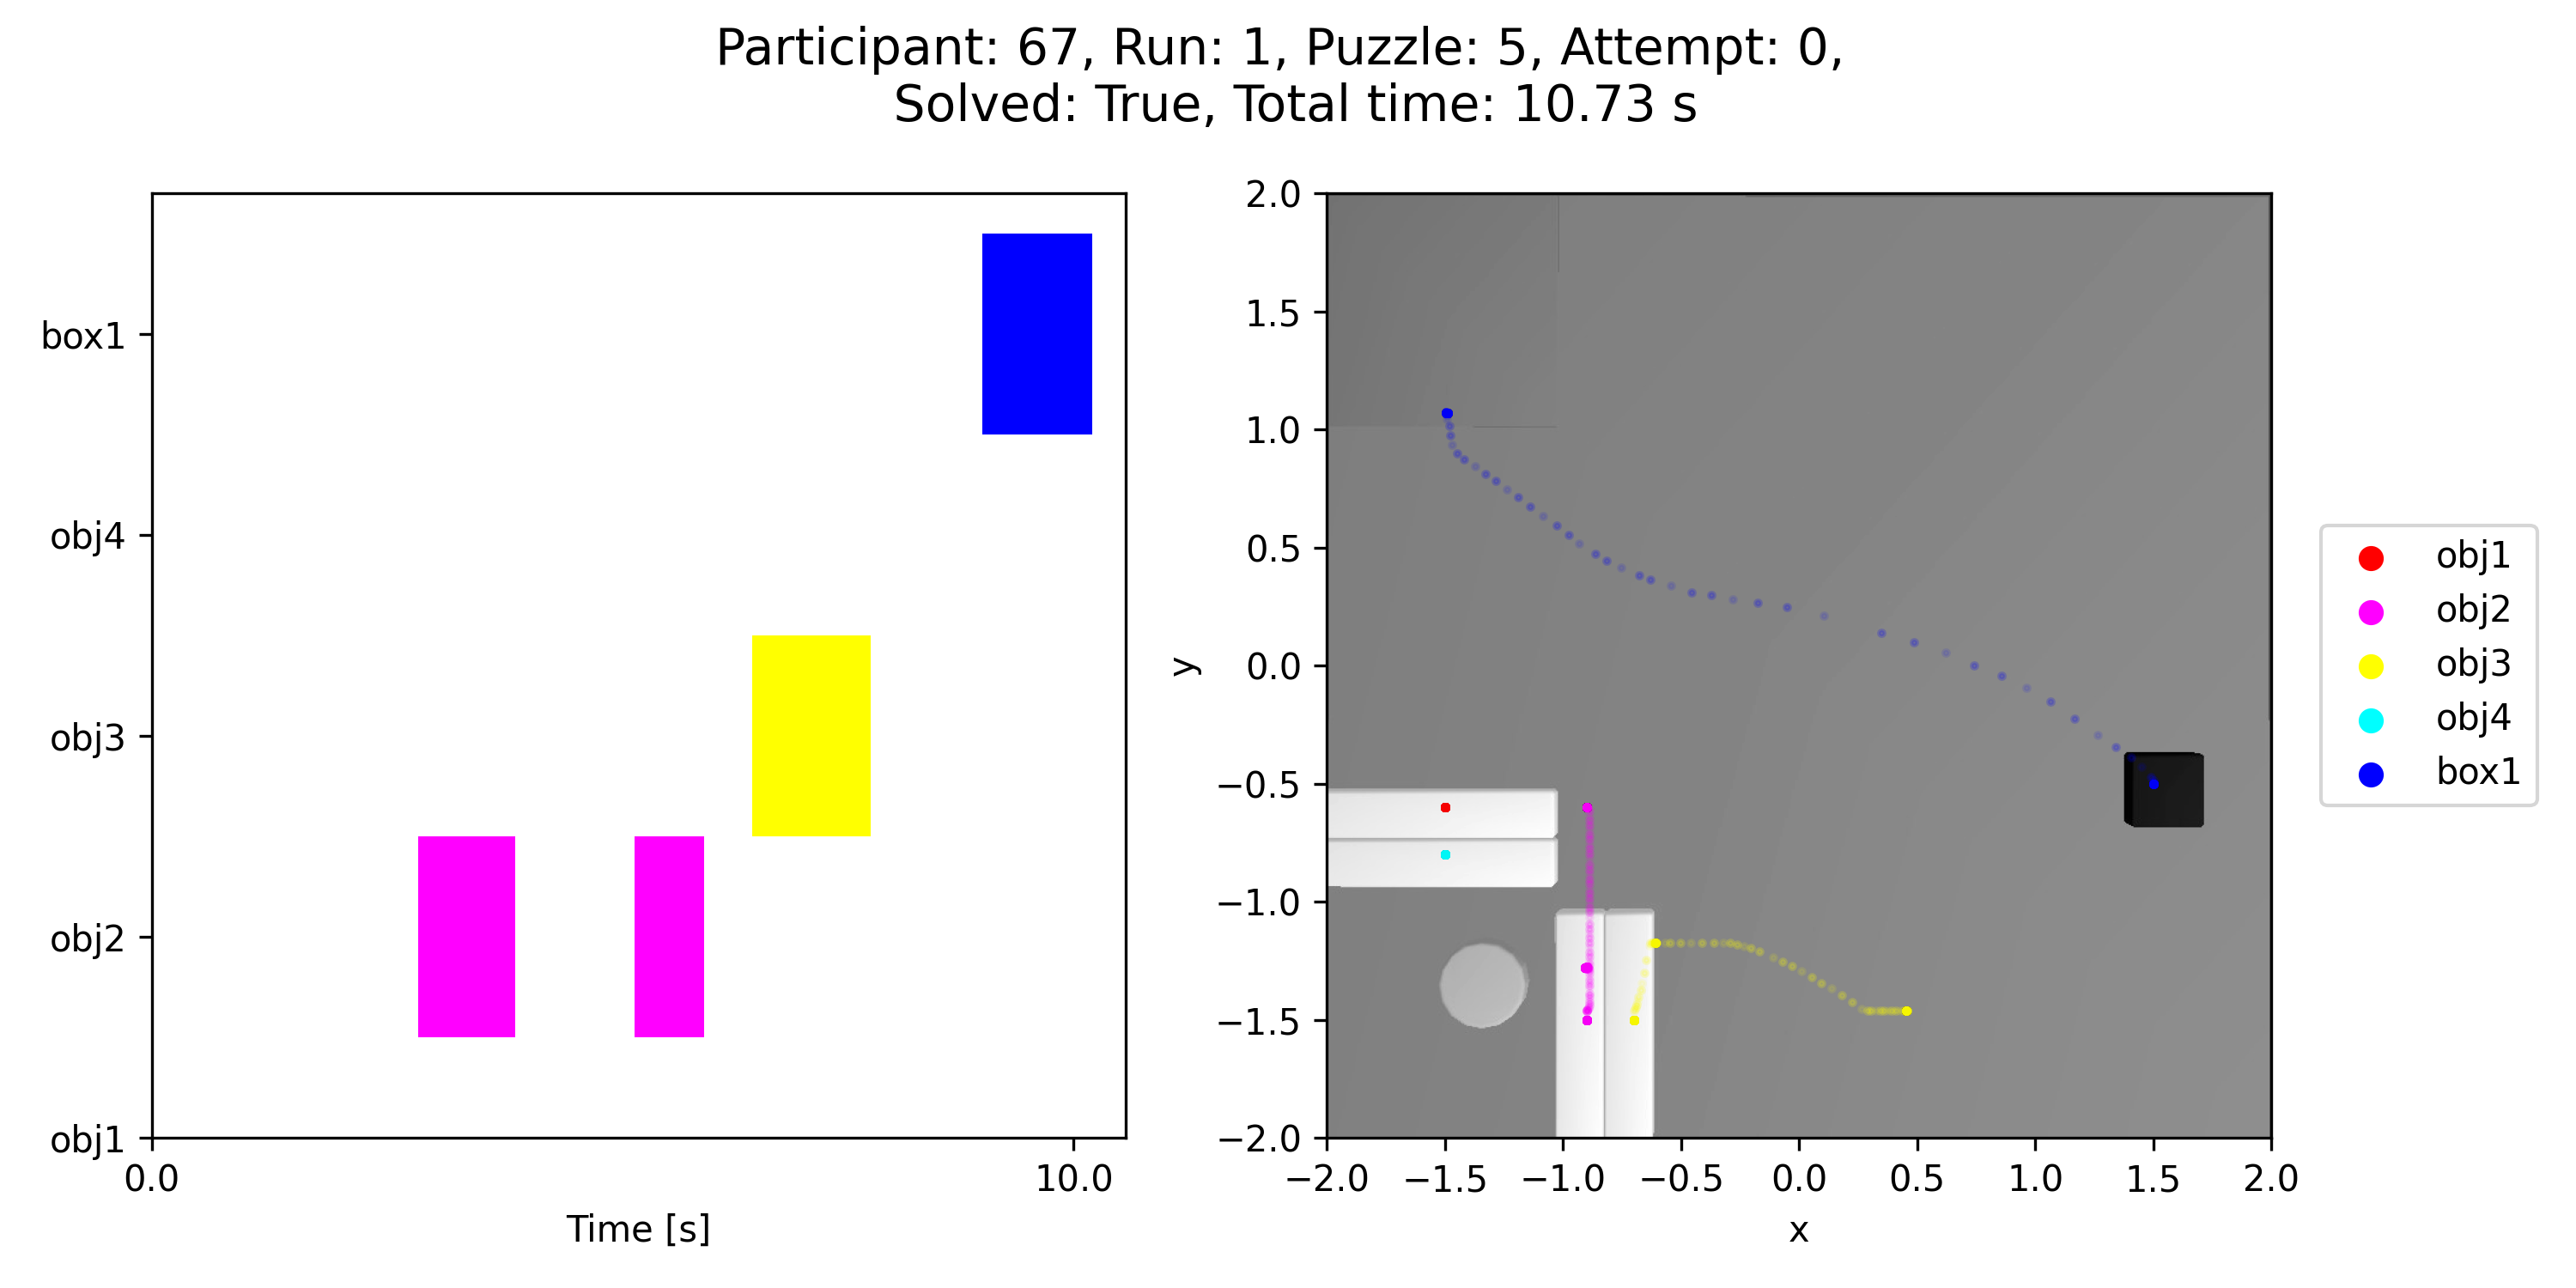 Participant: 67, Run: 1, Puzzle: 5, Attempt: 0,
Solved: True, Total time: 10.73 s
box1
obj4
obj3
obj2
obj1
0.0
10.0
Time [s]
2.0
1.5
1.0
0.5
0.0
−0.5
−1.0
−1.5
−2.0
y
−2.0
−1.5
−1.0
−0.5
0.0
0.5
1.0
1.5
2.0
x
obj1
obj2
obj3
obj4
box1